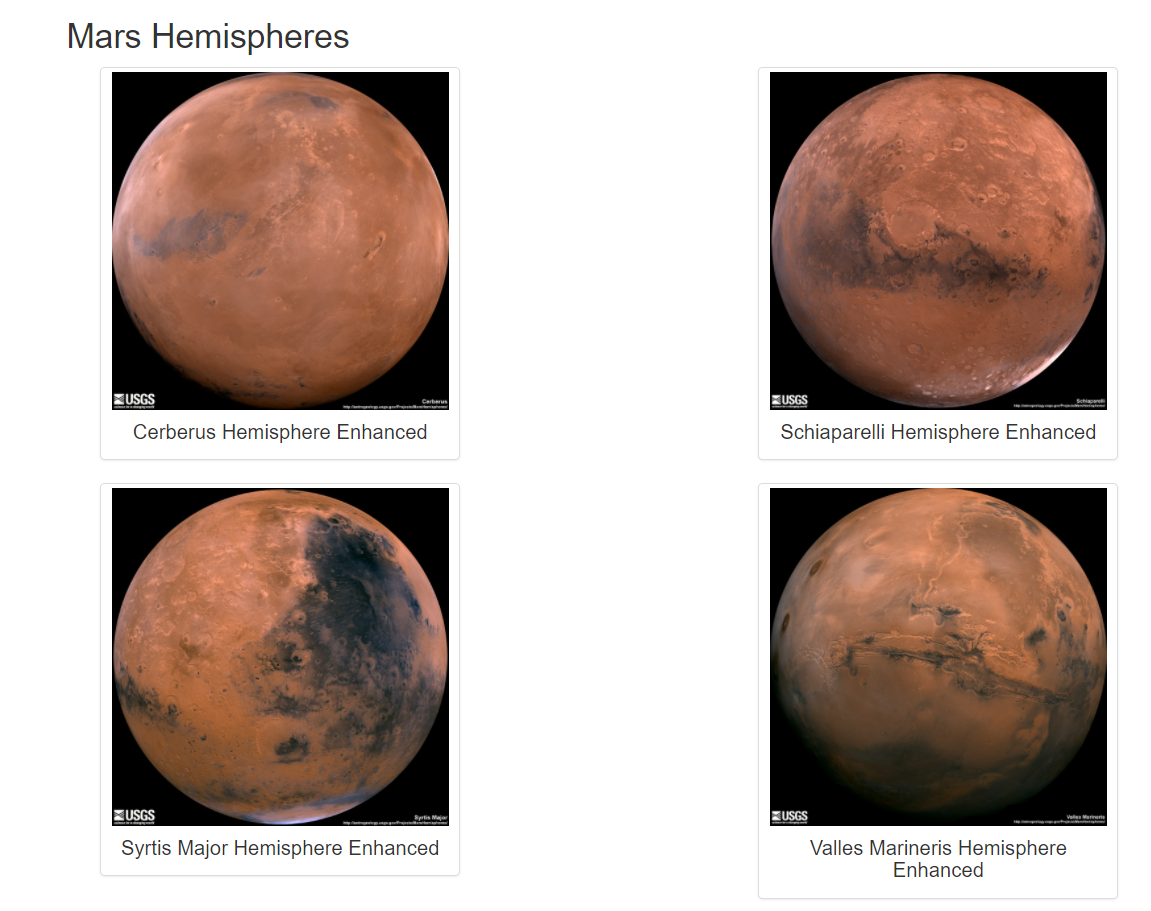 Mars Hemispheres
USGS
Cerberus
Cerberus Hemisphere Enhanced
USGS
Schiaparelli
Schiaparelli Hemisphere Enhanced
USGS
Syrtis Major
Syrtis Major Hemisphere Enhanced
USGS
Valles Marineris
Valles Marineris Hemisphere
Enhanced